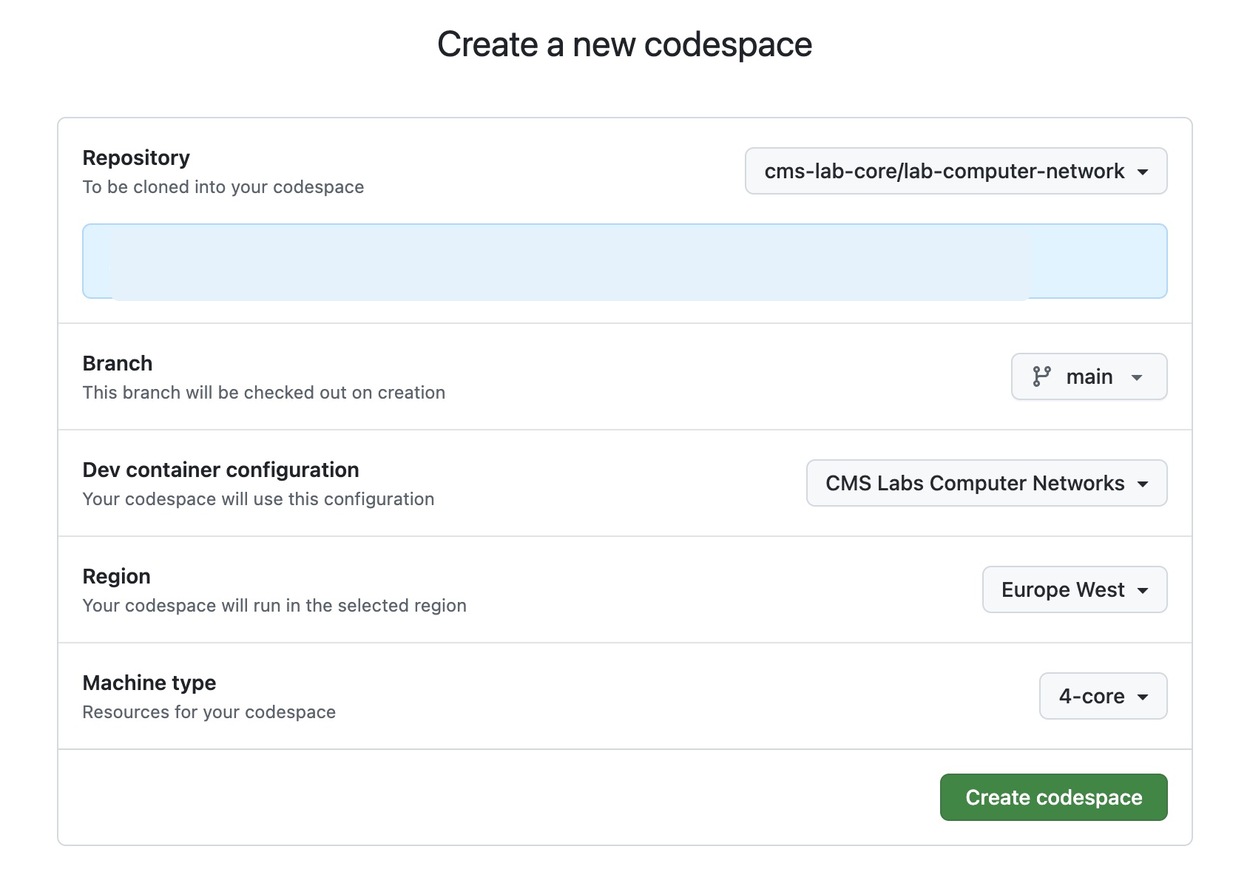 Create a new codespace
Repository
To be cloned into your codespace
cms-lab-core/lab-computer-network
Branch
This branch will be checked out on creation
main
Dev container configuration
Your codespace will use this configuration
CMS Labs Computer Networks
Region
Your codespace will run in the selected region
Europe West
Machine type
Resources for your codespace
4-core
Create codespace